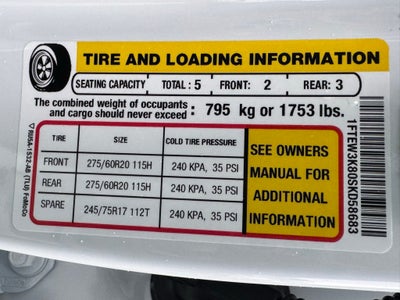 TIRE AND LOADING INFORMATION
SEATING CAPACITY TOTAL : 5 FRONT: 2 REAR: 3
The combined weight of occupants and cargo should never exceed : 795 kg or 1753 lbs.
TIRE SIZE COLD TIRE PRESSURE
FRONT 275/60R20 115H 240 KPA, 35 PSI
REAR 275/60R20 115H 240 KPA, 35 PSI
SPARE 245/75R17 112T 240 KPA, 35 PSI
SEE OWNERS
MANUAL FOR
ADDITIONAL
INFORMATION
1FTEW3K80SKD58683